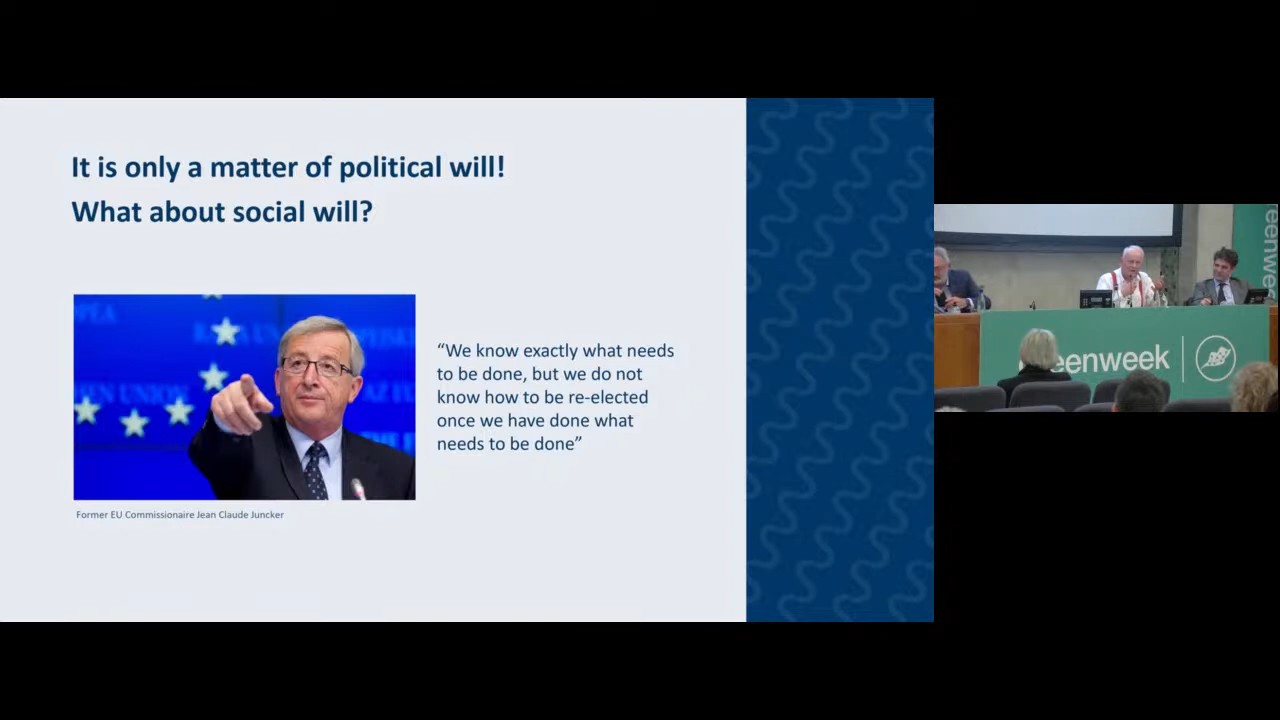 It is only a matter of political will!
What about social will?
“We know exactly what needs
to be done, but we do not
know how to be re-elected
once we have done what
needs to be done”
Former EU Commissionaire Jean Claude Juncker
eenweek
eenwee